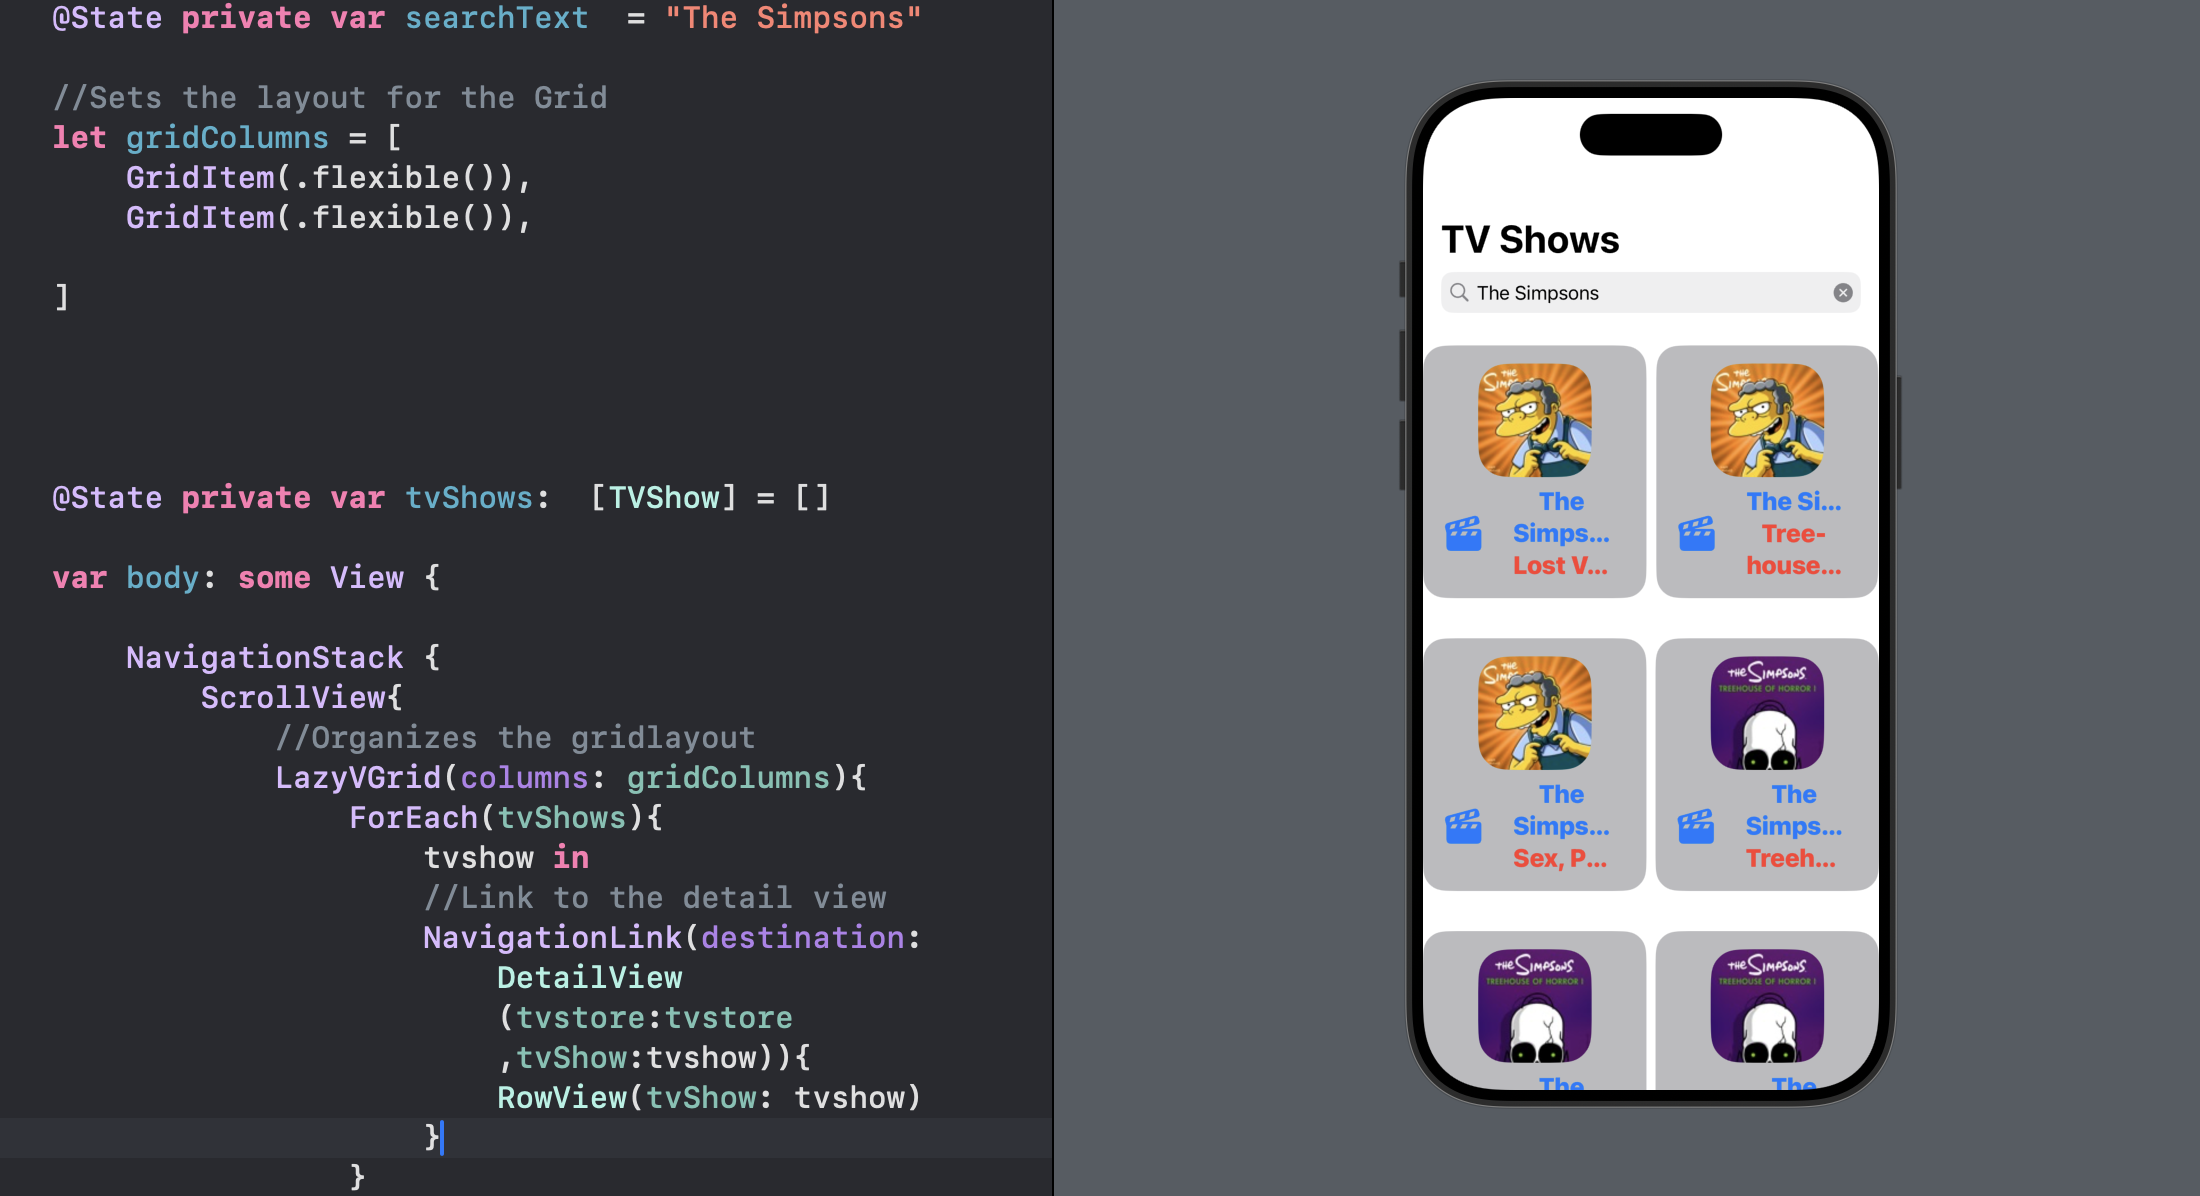 @State private var searchText  = "The Simpsons"
//Sets the layout for the Grid
let gridColumns = [
GridItem(.flexible()),
GridItem(.flexible()),
]
@State private var tvShows:  [TVShow] = []
var body: some View {
NavigationStack {
ScrollView{
//Organizes the gridlayout
LazyVGrid(columns: gridColumns){
ForEach(tvShows){
tvshow in
//Link to the detail view
NavigationLink(destination:
DetailView
(tvstore:tvstore
,tvShow:tvshow)){
RowView(tvShow: tvshow)
}
}
TV Shows
The Simpsons
THE
THE
The
Simps...
Lost V...
The Si...
Tree-
house...
THE
THE SIMPSONS
TREEHOUSE OF HORROR I
The
Simps...
Sex, P...
The
Simps...
Treeh...
THE SIMPSONS
TREEHOUSE OF HORROR I
THE SIMPSONS
TREEHOUSE OF HORROR I
The
The